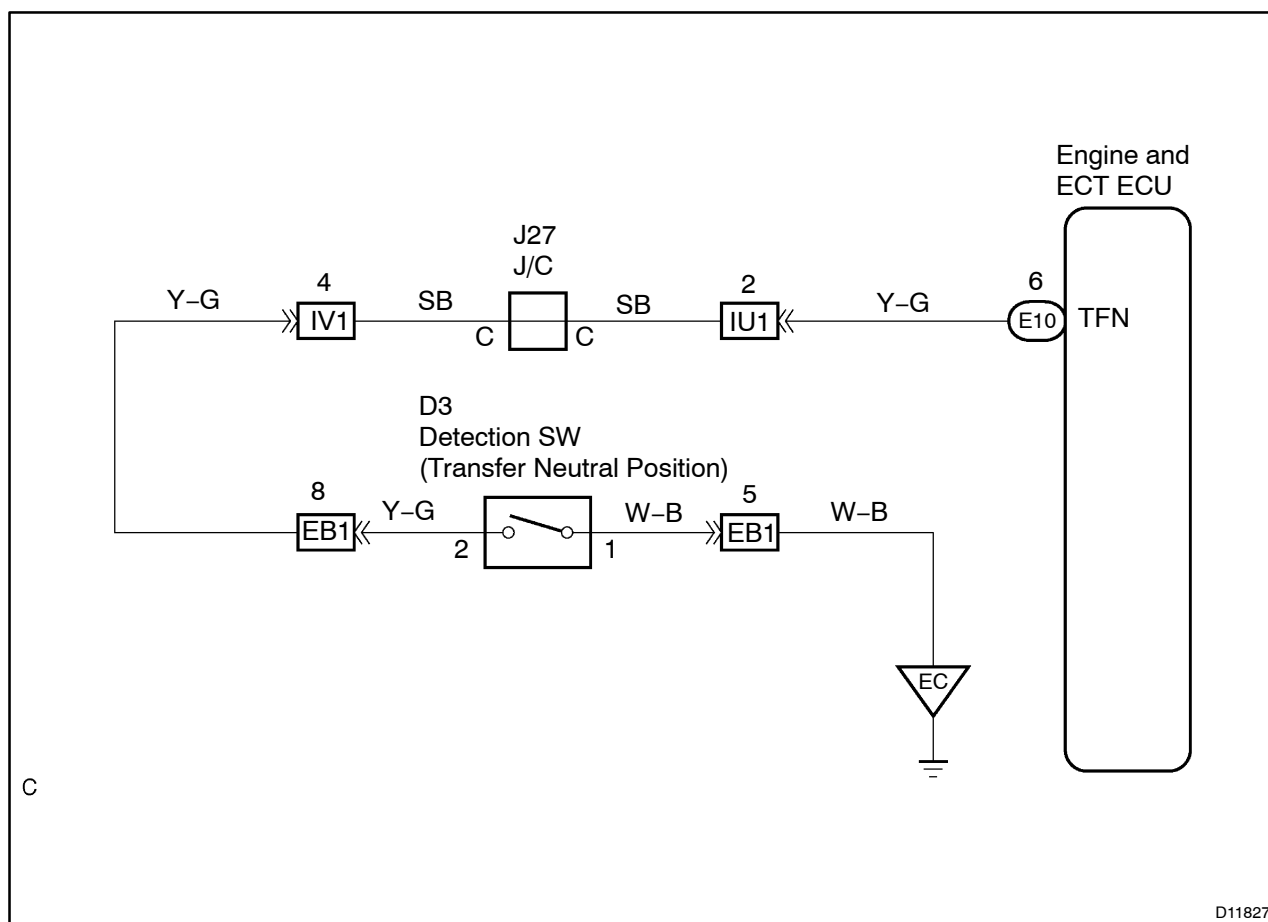 Engine and
ECT ECU
J27
J/C
4
2
6
Y–G
IV1
SB
C
C
SB
IU1
Y–G
E10
TFN
D3
Detection SW
(Transfer Neutral Position)
8
5
EB1
Y–G
2
1
W–B
EB1
W–B
EC
C
D11827